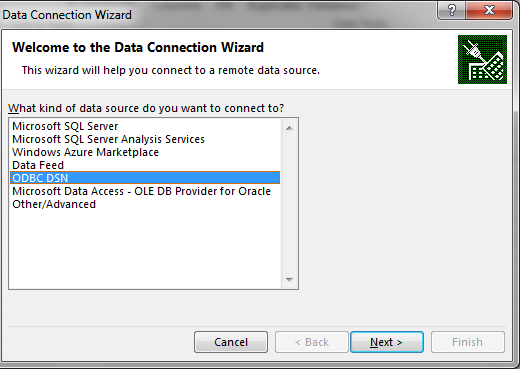 Data Connection Wizard
Welcome to the Data Connection Wizard
This wizard will help you connect to a remote data source.
What kind of data source do you want to connect to?
Microsoft SQL Server
Microsoft SQL Server Analysis Services
Windows Azure Marketplace
Data Feed
ODBC DSN
Microsoft Data Access - OLE DB Provider for Oracle
Other/Advanced
Cancel < Back Next > Finish